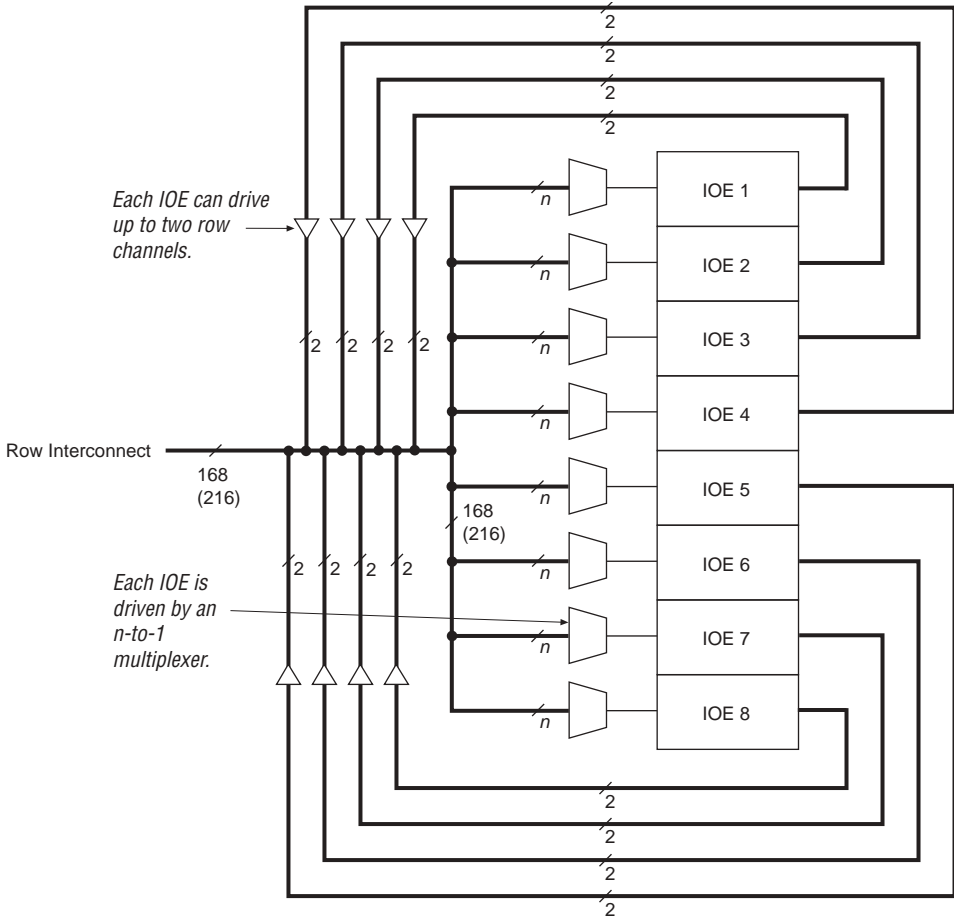 2
2
2
2
Each IOE can drive
up to two row
channels.
n
IOE 1
n
IOE 2
2
2
2
2
n
IOE 3
n
IOE 4
Row Interconnect
168
(216)
n
IOE 5
168
(216)
2
2
2
2
n
IOE 6
Each IOE is
driven by an
n-to-1
multiplexer.
n
IOE 7
n
IOE 8
2
2
2
2